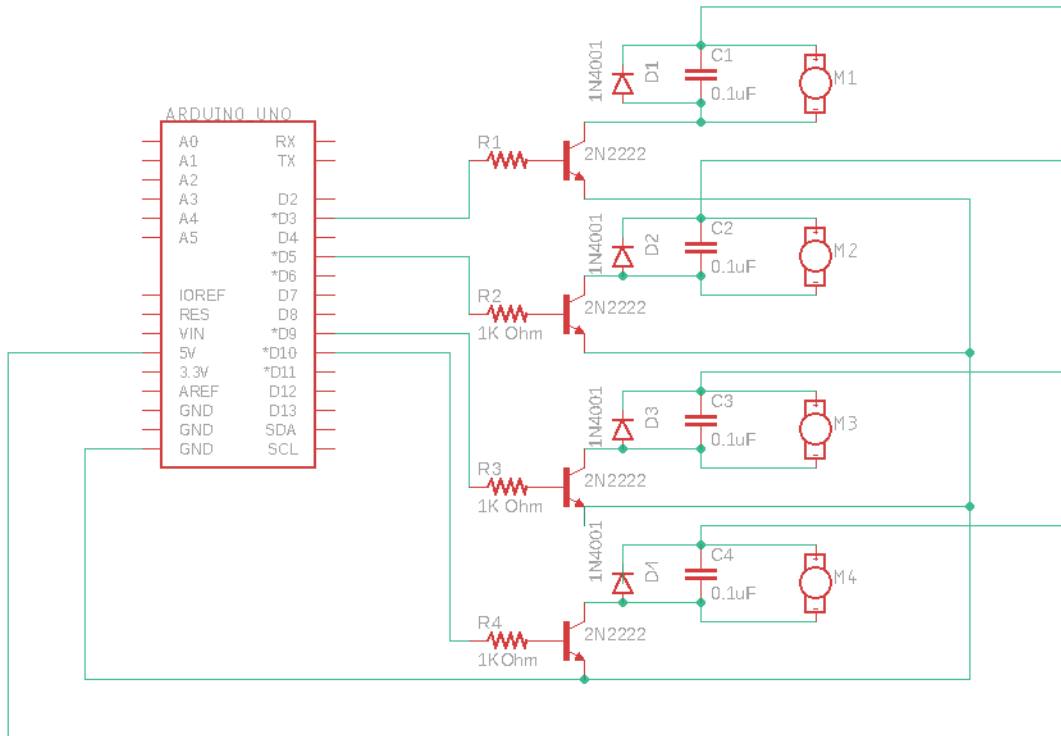 ARDUINO UNO
A0
A1
A2
A3
A4
A5
IOREF
RES
VIN
5V
3.3V
AREF
GND
GND
GND
RX
TX
D2
*D3
D4
*D5
*D6
D7
D8
*D9
*D10
*D11
D12
D13
SDA
SCL
R1
2N2222
1N4001
D1
C1
0.1uF
+
M1
-
R2
1K Ohm
2N2222
1N4001
D2
C2
0.1uF
+
M2
-
R3
1K Ohm
2N2222
1N4001
D3
C3
0.1uF
+
M3
-
R4
1K Ohm
2N2222
1N4001
D4
C4
0.1uF
+
M4
-